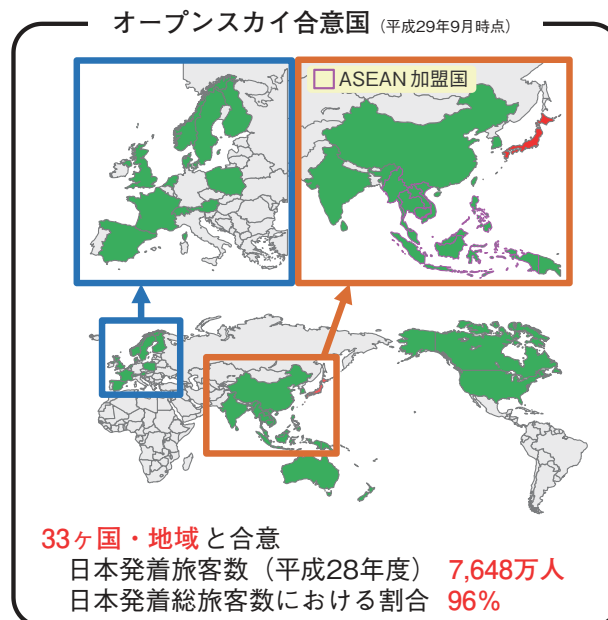 オープンスカイ合意国 (平成29年9月時点)
ASEAN 加盟国
33ヶ国・地域 と合意
日本発着旅客数（平成28年度） 7,648万人
日本発着総旅客数における割合 96%